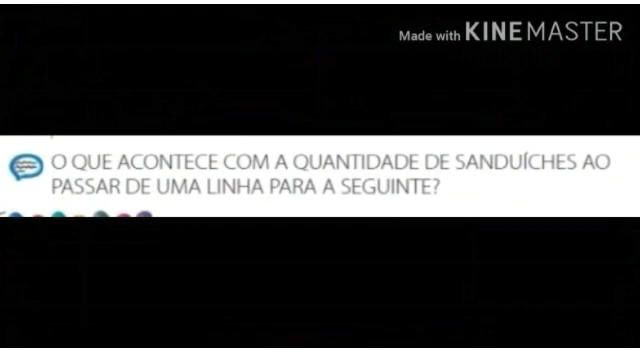 Made with KINEMASTER
O QUE ACONTECE COM A QUANTIDADE DE SANDUÍCHES AO
PASSAR DE UMA LINHA PARA A SEGUINTE?